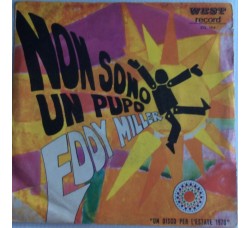 WEST
record
NON SONO
UN PUPO
EDDY MILLER
"UN DISCO PER L'ESTATE 1970"